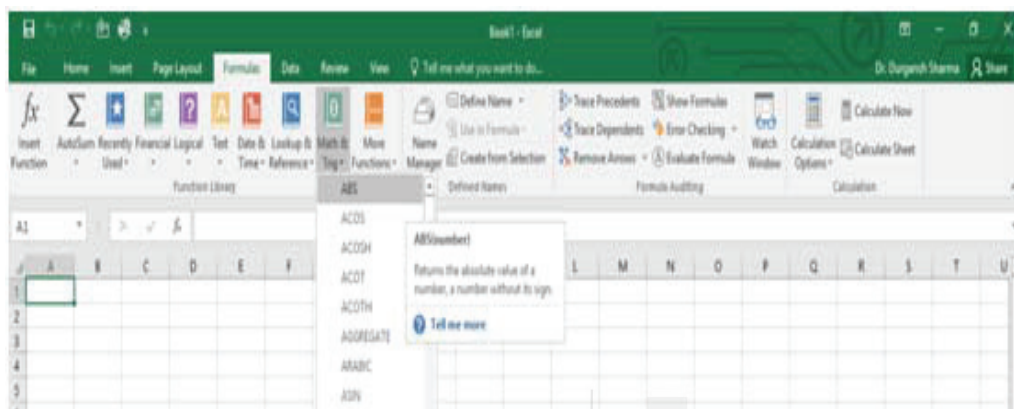 Book1 - Excel
File Home Insert Page Layout Formulas Data Review View Tell me what you want to do... Dr. Durgansh Sharma Share
fx Insert Function
Σ AutoSum
Recently Used
Financial
Logical
A Text
Date & Time
Lookup & Reference
θ Math & Trig
More Functions
Function Library
Name Manager
Define Name
Use in Formula
Create from Selection
Defined Names
Trace Precedents
Trace Dependents
Remove Arrows
Show Formulas
Error Checking
Evaluate Formula
Formula Auditing
Watch Window
Calculation Options
Calculate Now
Calculate Sheet
Calculation
A1 fx
ABS
ACOS
ACOSH
ACOT
ACOTH
AGGREGATE
ARABIC
ASIN
ABS(number)
Returns the absolute value of a
number, a number without its sign.
? Tell me more
A B C D E F L M N O P Q R S T U
1
2
3
4
5